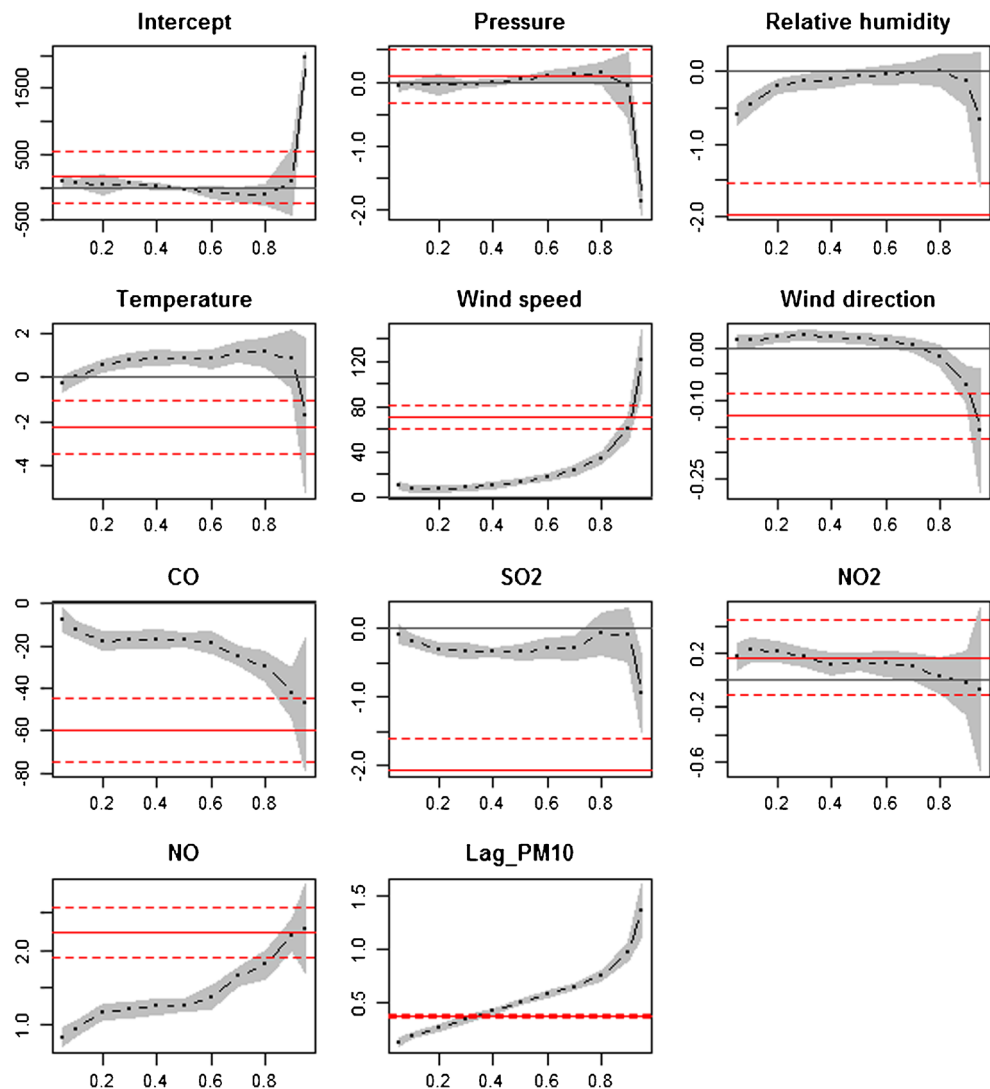 Intercept Pressure Relative humidity
1500 500 -500
0.2 0.4 0.6 0.8
0.0 -1.0 -2.0
0.2 0.4 0.6 0.8
0.0 -1.0 -2.0
0.2 0.4 0.6 0.8
Temperature Wind speed Wind direction
2 0 -2 -4
0.2 0.4 0.6 0.8
120 80 40 0
0.2 0.4 0.6 0.8
0.00 -0.10 -0.25
0.2 0.4 0.6 0.8
CO SO2 NO2
0 -20 -40 -60 -80
0.2 0.4 0.6 0.8
0.0 -1.0 -2.0
0.2 0.4 0.6 0.8
0.2 -0.2 -0.6
0.2 0.4 0.6 0.8
NO Lag_PM10
2.0 1.0
0.2 0.4 0.6 0.8
1.5 1.0 0.5
0.2 0.4 0.6 0.8